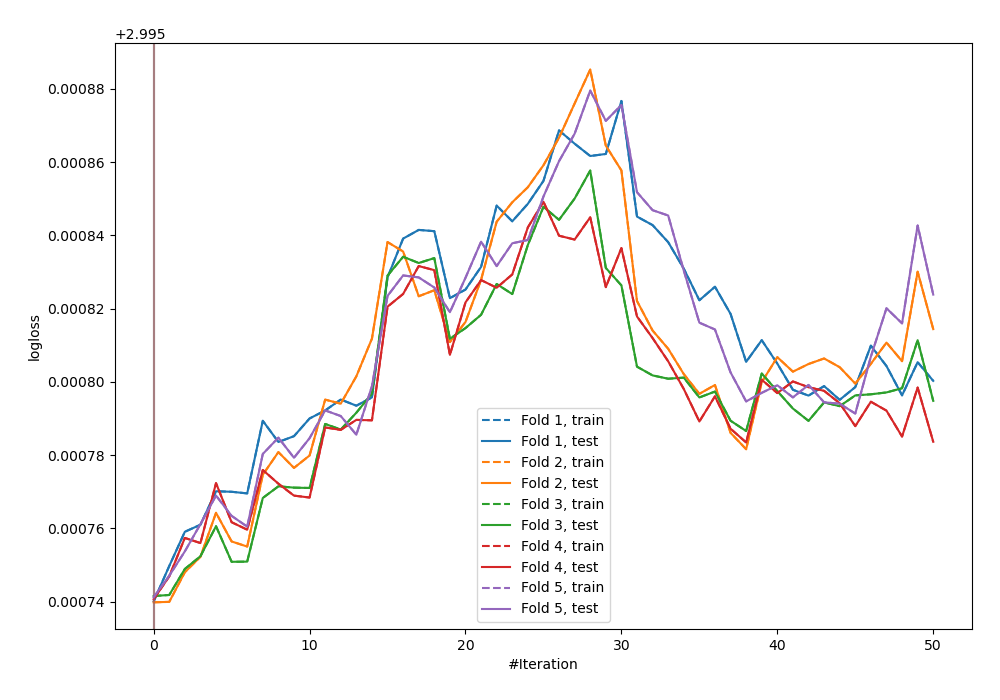 +2.995
0.00088
0.00086
0.00084
0.00082
0.00080
0.00078
0.00076
0.00074
logloss
Fold 1, train
Fold 1, test
Fold 2, train
Fold 2, test
Fold 3, train
Fold 3, test
Fold 4, train
Fold 4, test
Fold 5, train
Fold 5, test
0 10 20 30 40 50
#Iteration